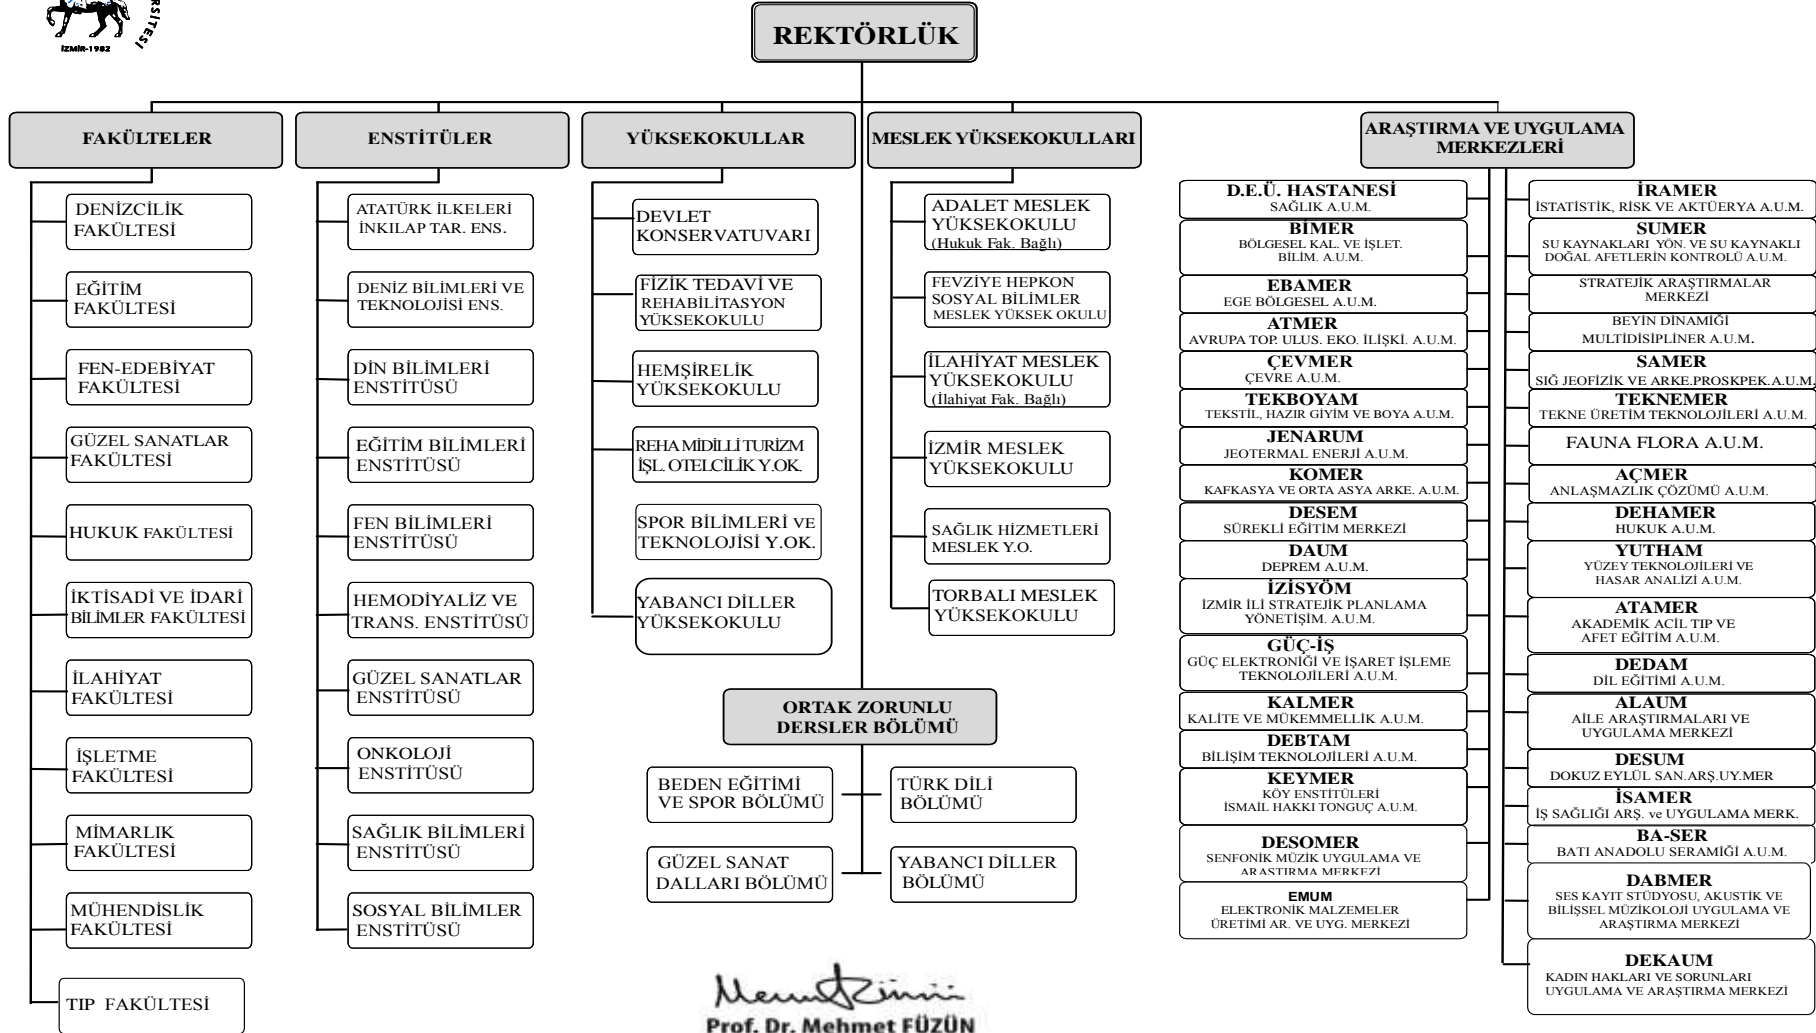 RSİTESİ
İZMİR-1982
REKTÖRLÜK
FAKÜLTELER
DENİZCİLİK
FAKÜLTESİ
EĞİTİM
FAKÜLTESİ
FEN-EDEBİYAT
FAKÜLTESİ
GÜZEL SANATLAR
FAKÜLTESİ
HUKUK FAKÜLTESİ
İKTİSADİ VE İDARİ
BİLİMLER FAKÜLTESİ
İLAHİYAT
FAKÜLTESİ
İŞLETME
FAKÜLTESİ
MİMARLIK
FAKÜLTESİ
MÜHENDİSLİK
FAKÜLTESİ
TIP FAKÜLTESİ
ENSTİTÜLER
ATATÜRK İLKELERİ
İNKILAP TAR. ENS.
DENİZ BİLİMLERİ VE
TEKNOLOJİSİ ENS.
DİN BİLİMLERİ
ENSTİTÜSÜ
EĞİTİM BİLİMLERİ
ENSTİTÜSÜ
FEN BİLİMLERİ
ENSTİTÜSÜ
HEMODİYALİZ VE
TRANS. ENSTİTÜSÜ
GÜZEL SANATLAR
ENSTİTÜSÜ
ONKOLOJİ
ENSTİTÜSÜ
SAĞLIK BİLİMLERİ
ENSTİTÜSÜ
SOSYAL BİLİMLER
ENSTİTÜSÜ
YÜKSEKOKULLAR
DEVLET
KONSERVATUVARI
FİZİK TEDAVİ VE
REHABİLİTASYON
YÜKSEKOKULU
HEMŞİRELİK
YÜKSEKOKULU
REHA MİDİLLİ TURİZM
İŞL. OTELCİLİK Y.OK.
SPOR BİLİMLERİ VE
TEKNOLOJİSİ Y.OK.
YABANCI DİLLER
YÜKSEKOKULU
MESLEK YÜKSEKOKULLARI
ADALET MESLEK
YÜKSEKOKULU
(Hukuk Fak. Bağlı)
FEVZİYE HEPKON
SOSYAL BİLİMLER
MESLEK YÜKSEK OKULU
İLAHİYAT MESLEK
YÜKSEKOKULU
(İlahiyat Fak. Bağlı)
İZMİR MESLEK
YÜKSEKOKULU
SAĞLIK HİZMETLERİ
MESLEK Y.O.
TORBALI MESLEK
YÜKSEKOKULU
ORTAK ZORUNLU
DERSLER BÖLÜMÜ
BEDEN EĞİTİMİ
VE SPOR BÖLÜMÜ
TÜRK DİLİ
BÖLÜMÜ
GÜZEL SANAT
DALLARI BÖLÜMÜ
YABANCI DİLLER
BÖLÜMÜ
ARAŞTIRMA VE UYGULAMA
MERKEZLERİ
D.E.Ü. HASTANESİ
SAĞLIK A.U.M.
BİMER
BÖLGESEL KAL. VE İŞLET.
BİLİM. A.U.M.
EBAMER
EGE BÖLGESEL A.U.M.
ATMER
AVRUPA TOP. ULUS. EKO. İLİŞKİ. A.U.M.
ÇEVMER
ÇEVRE A.U.M.
TEKBOYAM
TEKSTİL, HAZIR GİYİM VE BOYA A.U.M.
JENARUM
JEOTERMAL ENERJİ A.U.M.
KOMER
KAFKASYA VE ORTA ASYA ARKE. A.U.M.
DESEM
SÜREKLİ EĞİTİM MERKEZİ
DAUM
DEPREM A.U.M.
İZİSYÖM
İZMİR İLİ STRATEJİK PLANLAMA
YÖNETİŞİM. A.U.M.
GÜÇ-İŞ
GÜÇ ELEKTRONİĞİ VE İŞARET İŞLEME
TEKNOLOJİLERİ A.U.M.
KALMER
KALİTE VE MÜKEMMELLİK A.U.M.
DEBTAM
BİLİŞİM TEKNOLOJİLERİ A.U.M.
KEYMER
KÖY ENSTİTÜLERİ
İSMAİL HAKKI TONGUÇ A.U.M.
DESOMER
SENFONİK MÜZİK UYGULAMA VE
ARAŞTIRMA MERKEZİ
EMUM
ELEKTRONİK MALZEMELER
ÜRETİMİ AR. VE UYG. MERKEZİ
İRAMER
İSTATİSTİK, RİSK VE AKTÜERYA A.U.M.
SUMER
SU KAYNAKLARI YÖN. VE SU KAYNAKLI
DOĞAL AFETLERİN KONTROLÜ A.U.M.
STRATEJİK ARAŞTIRMALAR
MERKEZİ
BEYİN DİNAMİĞİ
MULTİDİSİPLİNER A.U.M.
SAMER
SIĞ JEOFİZİK VE ARKE.PROSKPEK.A.U.M.
TEKNEMER
TEKNE ÜRETİM TEKNOLOJİLERİ A.U.M.
FAUNA FLORA A.U.M.
AÇMER
ANLAŞMAZLIK ÇÖZÜMÜ A.U.M.
DEHAMER
HUKUK A.U.M.
YUTHAM
YÜZEY TEKNOLOJİLERİ VE
HASAR ANALİZİ A.U.M.
ATAMER
AKADEMİK ACİL TIP VE
AFET EĞİTİM A.U.M.
DEDAM
DİL EĞİTİMİ A.U.M.
ALAUM
AİLE ARAŞTIRMALARI VE
UYGULAMA MERKEZİ
DESUM
DOKUZ EYLÜL SAN.ARŞ.UY.MER
İSAMER
İŞ SAĞLIĞI ARŞ. ve UYGULAMA MERK.
BA-SER
BATI ANADOLU SERAMİĞİ A.U.M.
DABMER
SES KAYIT STÜDYOSU, AKUSTİK VE
BİLİŞSEL MÜZİKOLOJİ UYGULAMA VE
ARAŞTIRMA MERKEZİ
DEKAUM
KADIN HAKLARI VE SORUNLARI
UYGULAMA VE ARAŞTIRMA MERKEZİ
Prof. Dr. Mehmet FÜZÜN